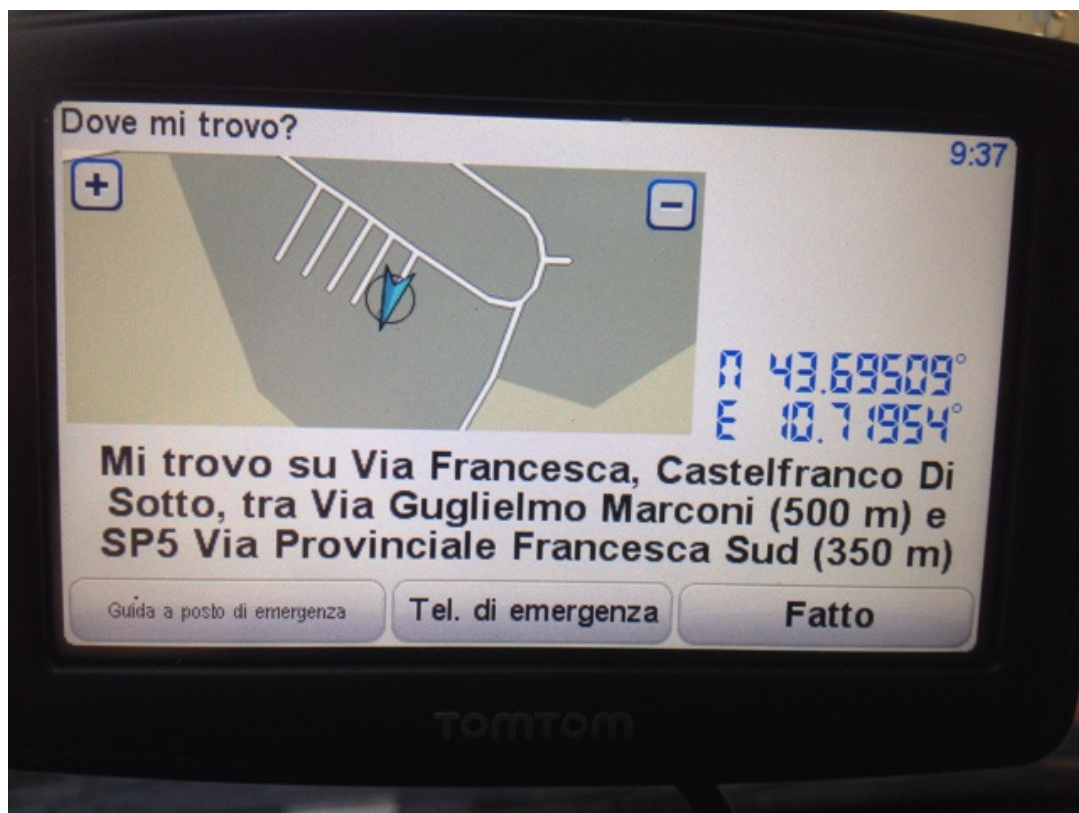 Dove mi trovo?
9:37
+
−
N 43.69509°
E 10.71954°
Mi trovo su Via Francesca, Castelfranco Di
Sotto, tra Via Guglielmo Marconi (500 m) e
SP5 Via Provinciale Francesca Sud (350 m)
Guida a posto di emergenza
Tel. di emergenza
Fatto
TOMTOM